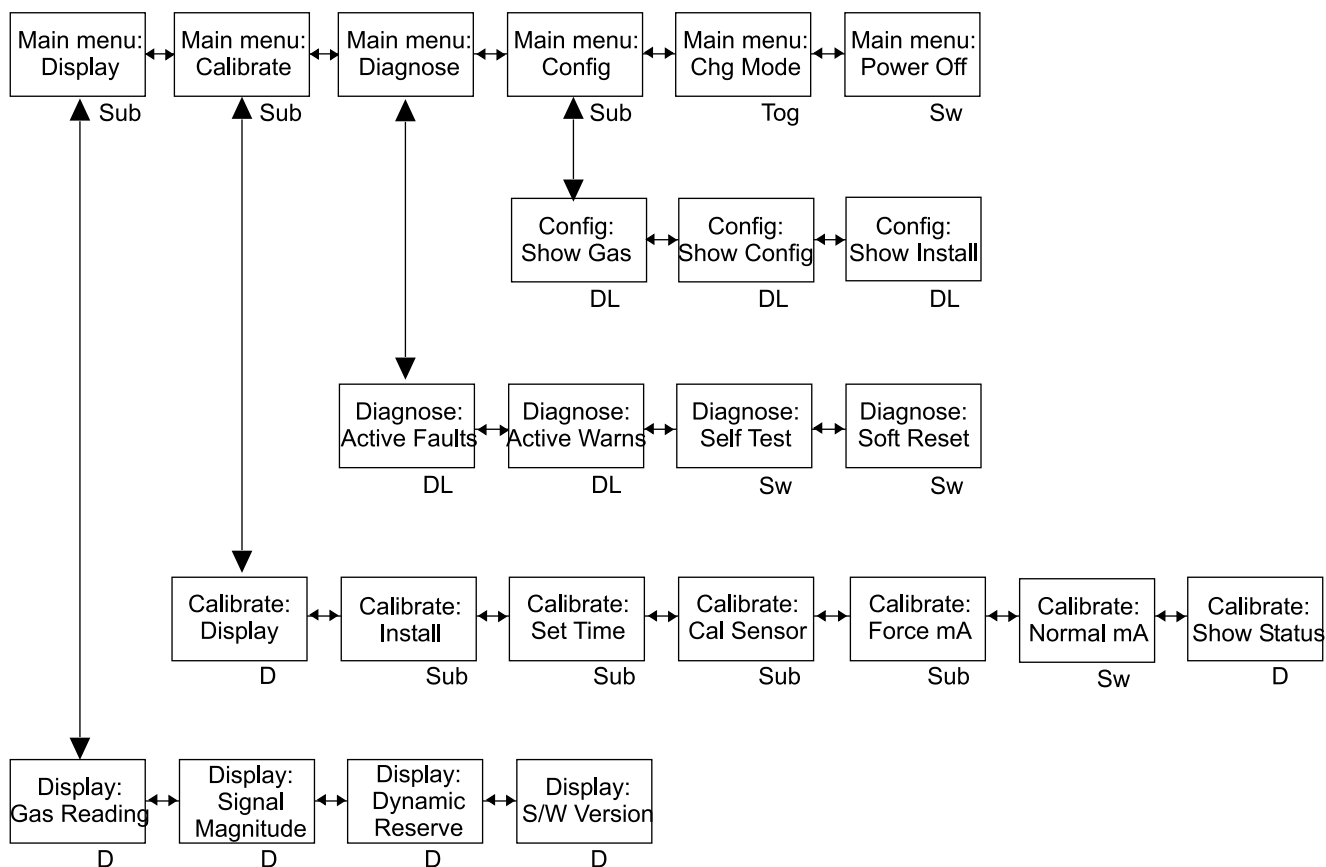 Main menu:
Display
Sub
Main menu:
Calibrate
Sub
Main menu:
Diagnose
Main menu:
Config
Sub
Main menu:
Chg Mode
Tog
Main menu:
Power Off
Sw
Config:
Show Gas
DL
Config:
Show Config
DL
Config:
Show Install
DL
Diagnose:
Active Faults
DL
Diagnose:
Active Warns
DL
Diagnose:
Self Test
Sw
Diagnose:
Soft Reset
Sw
Calibrate:
Display
D
Calibrate:
Install
Sub
Calibrate:
Set Time
Sub
Calibrate:
Cal Sensor
Sub
Calibrate:
Force mA
Sub
Calibrate:
Normal mA
Sw
Calibrate:
Show Status
D
Display:
Gas Reading
D
Display:
Signal
Magnitude
D
Display:
Dynamic
Reserve
D
Display:
S/W Version
D